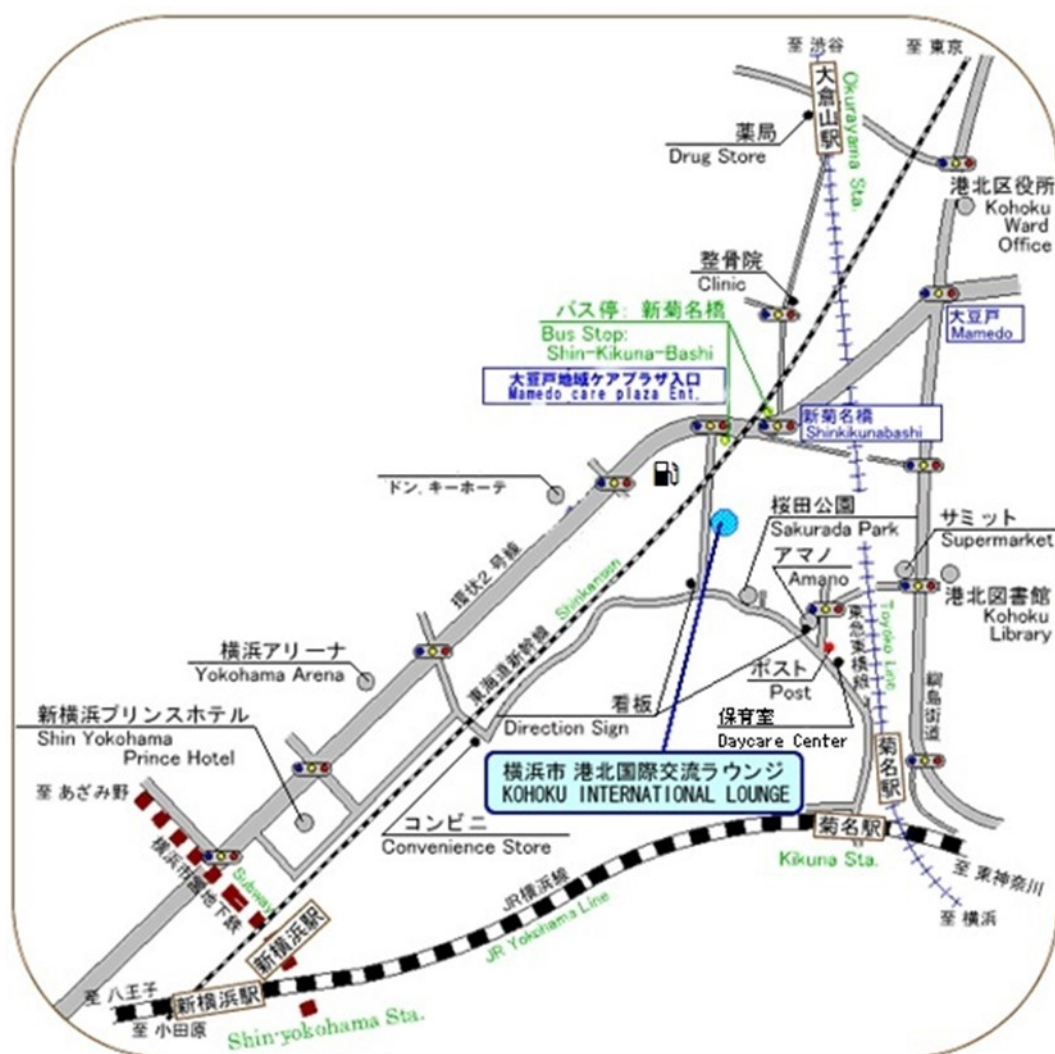 至 渋谷
至 東京
大倉山駅
Okurayama Sta.
薬局
Drug Store
港北区役所
Kohoku
Ward
Office
整骨院
Clinic
バス停: 新菊名橋
Bus Stop:
Shin-Kikuna-Bashi
大豆戸
Mamedo
大豆戸地域ケアプラザ入口
Mamedo care plaza Ent.
新菊名橋
Shinkikunabashi
ドン. キーホーテ
桜田公園
Sakurada Park
サミット
Supermarket
アマノ
Amano
環状2 号線
Shinkansen
東海道新幹線
港北図書館
Kohoku
Library
東急東横線
Toyoko Line
横浜アリーナ
Yokohama Arena
ポスト
Post
綱島街道
看板
Direction Sign
保育室
Daycare Center
新横浜プリンスホテル
Shin Yokohama
Prince Hotel
菊名駅
横浜市 港北国際交流ラウンジ
KOHOKU INTERNATIONAL LOUNGE
至 あざみ野
コンビニ
Convenience Store
菊名駅
Kikuna Sta.
横浜市営地下鉄
Subway
至 東神奈川
JR横浜線
JR Yokohama Line
至 横浜
新横浜駅
至 八王子
新横浜駅
至 小田原
Shin-yokohama Sta.